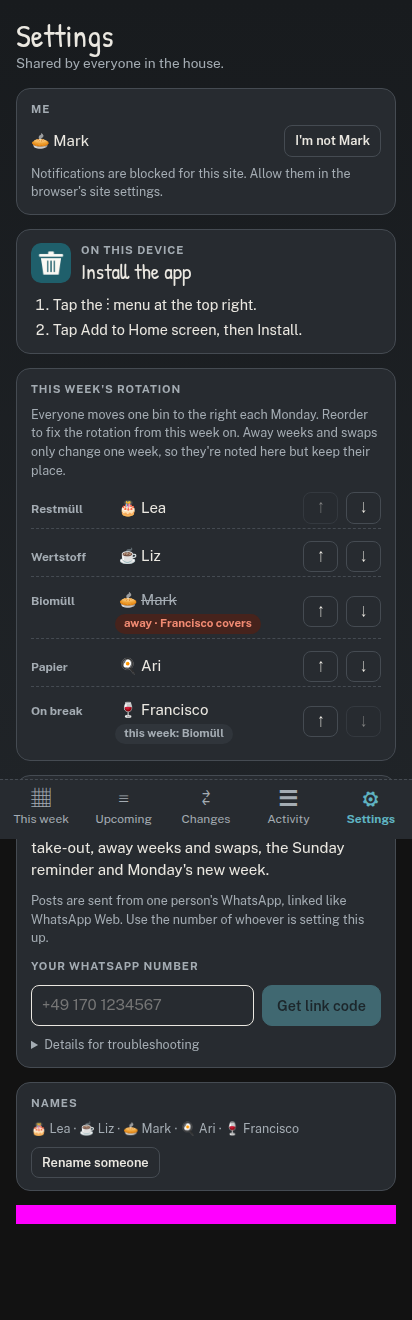 Settings
Shared by everyone in the house.
ME
Mark
I'm not Mark
Notifications are blocked for this site. Allow them in the
browser's site settings.
ON THIS DEVICE
Install the app
1. Tap the ⋮ menu at the top right.
2. Tap Add to Home screen, then Install.
THIS WEEK'S ROTATION
Everyone moves one bin to the right each Monday. Reorder
to fix the rotation from this week on. Away weeks and swaps
only change one week, so they're noted here but keep their
place.
Restmüll
Lea
↑ ↓
Wertstoff
Liz
↑ ↓
Biomüll
Mark
away · Francisco covers
↑ ↓
Papier
Ari
↑ ↓
On break
Francisco
this week: Biomüll
↑ ↓
This week
Upcoming
Changes
Activity
Settings
take-out, away weeks and swaps, the Sunday
reminder and Monday's new week.
Posts are sent from one person's WhatsApp, linked like
WhatsApp Web. Use the number of whoever is setting this
up.
YOUR WHATSAPP NUMBER
+49 170 1234567
Get link code
▶ Details for troubleshooting
NAMES
Lea · Liz · Mark · Ari · Francisco
Rename someone